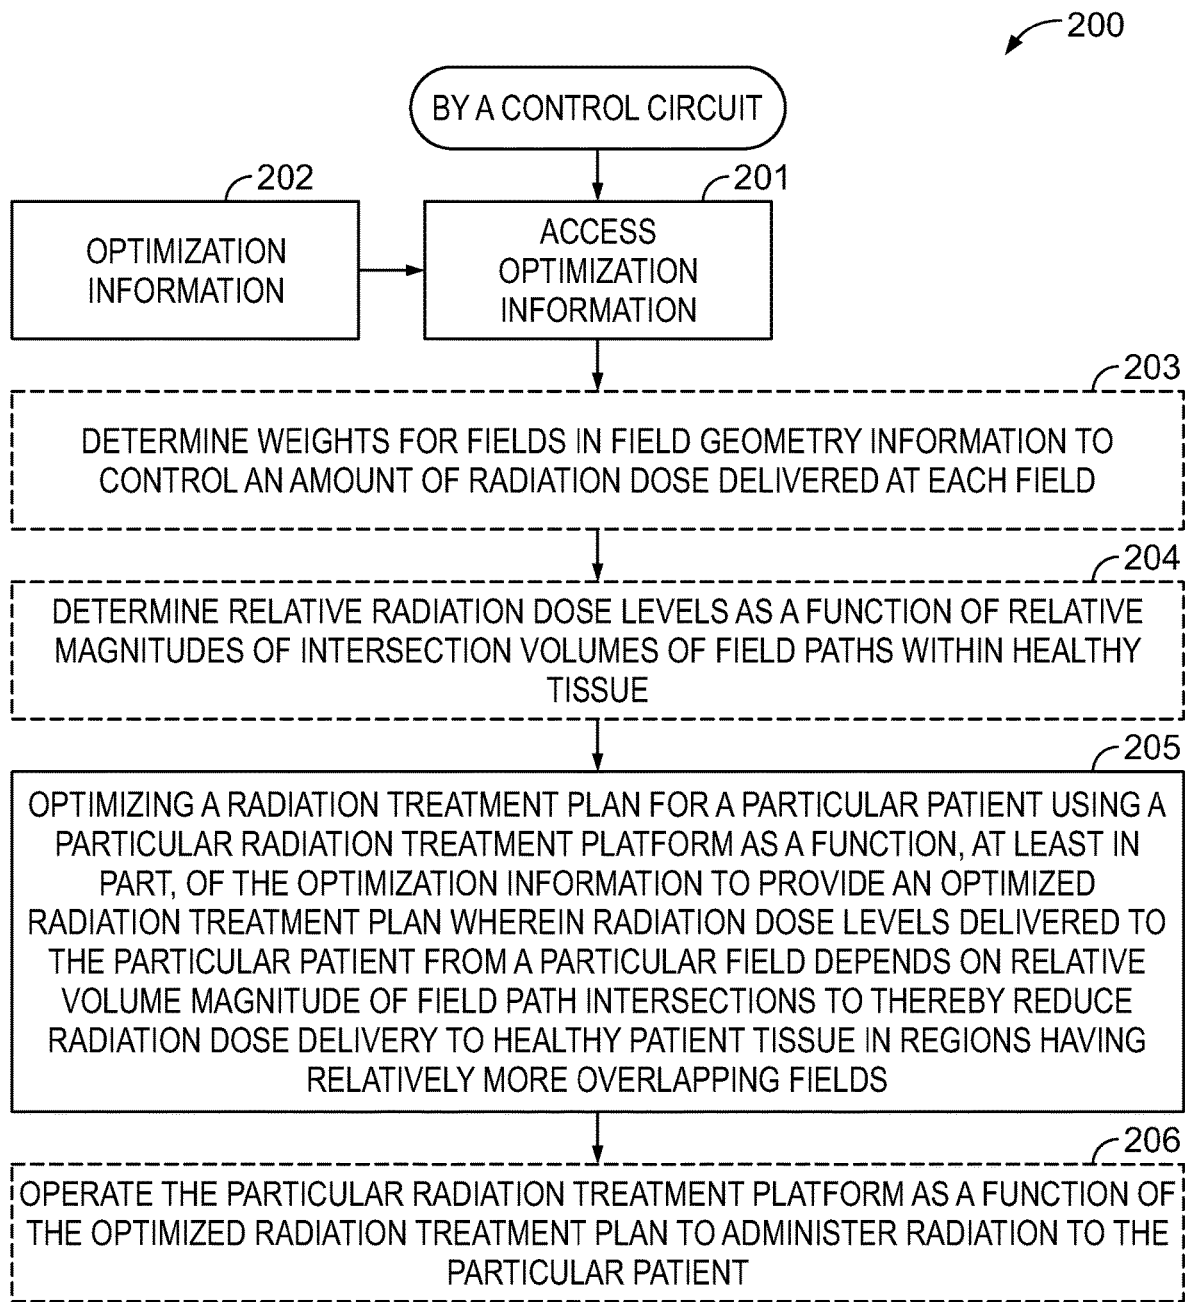 200
BY A CONTROL CIRCUIT
202
201
OPTIMIZATION
INFORMATION
ACCESS
OPTIMIZATION
INFORMATION
203
DETERMINE WEIGHTS FOR FIELDS IN FIELD GEOMETRY INFORMATION TO
CONTROL AN AMOUNT OF RADIATION DOSE DELIVERED AT EACH FIELD
204
DETERMINE RELATIVE RADIATION DOSE LEVELS AS A FUNCTION OF RELATIVE
MAGNITUDES OF INTERSECTION VOLUMES OF FIELD PATHS WITHIN HEALTHY
TISSUE
205
OPTIMIZING A RADIATION TREATMENT PLAN FOR A PARTICULAR PATIENT USING A
PARTICULAR RADIATION TREATMENT PLATFORM AS A FUNCTION, AT LEAST IN
PART, OF THE OPTIMIZATION INFORMATION TO PROVIDE AN OPTIMIZED
RADIATION TREATMENT PLAN WHEREIN RADIATION DOSE LEVELS DELIVERED TO
THE PARTICULAR PATIENT FROM A PARTICULAR FIELD DEPENDS ON RELATIVE
VOLUME MAGNITUDE OF FIELD PATH INTERSECTIONS TO THEREBY REDUCE
RADIATION DOSE DELIVERY TO HEALTHY PATIENT TISSUE IN REGIONS HAVING
RELATIVELY MORE OVERLAPPING FIELDS
206
OPERATE THE PARTICULAR RADIATION TREATMENT PLATFORM AS A FUNCTION OF
THE OPTIMIZED RADIATION TREATMENT PLAN TO ADMINISTER RADIATION TO THE
PARTICULAR PATIENT